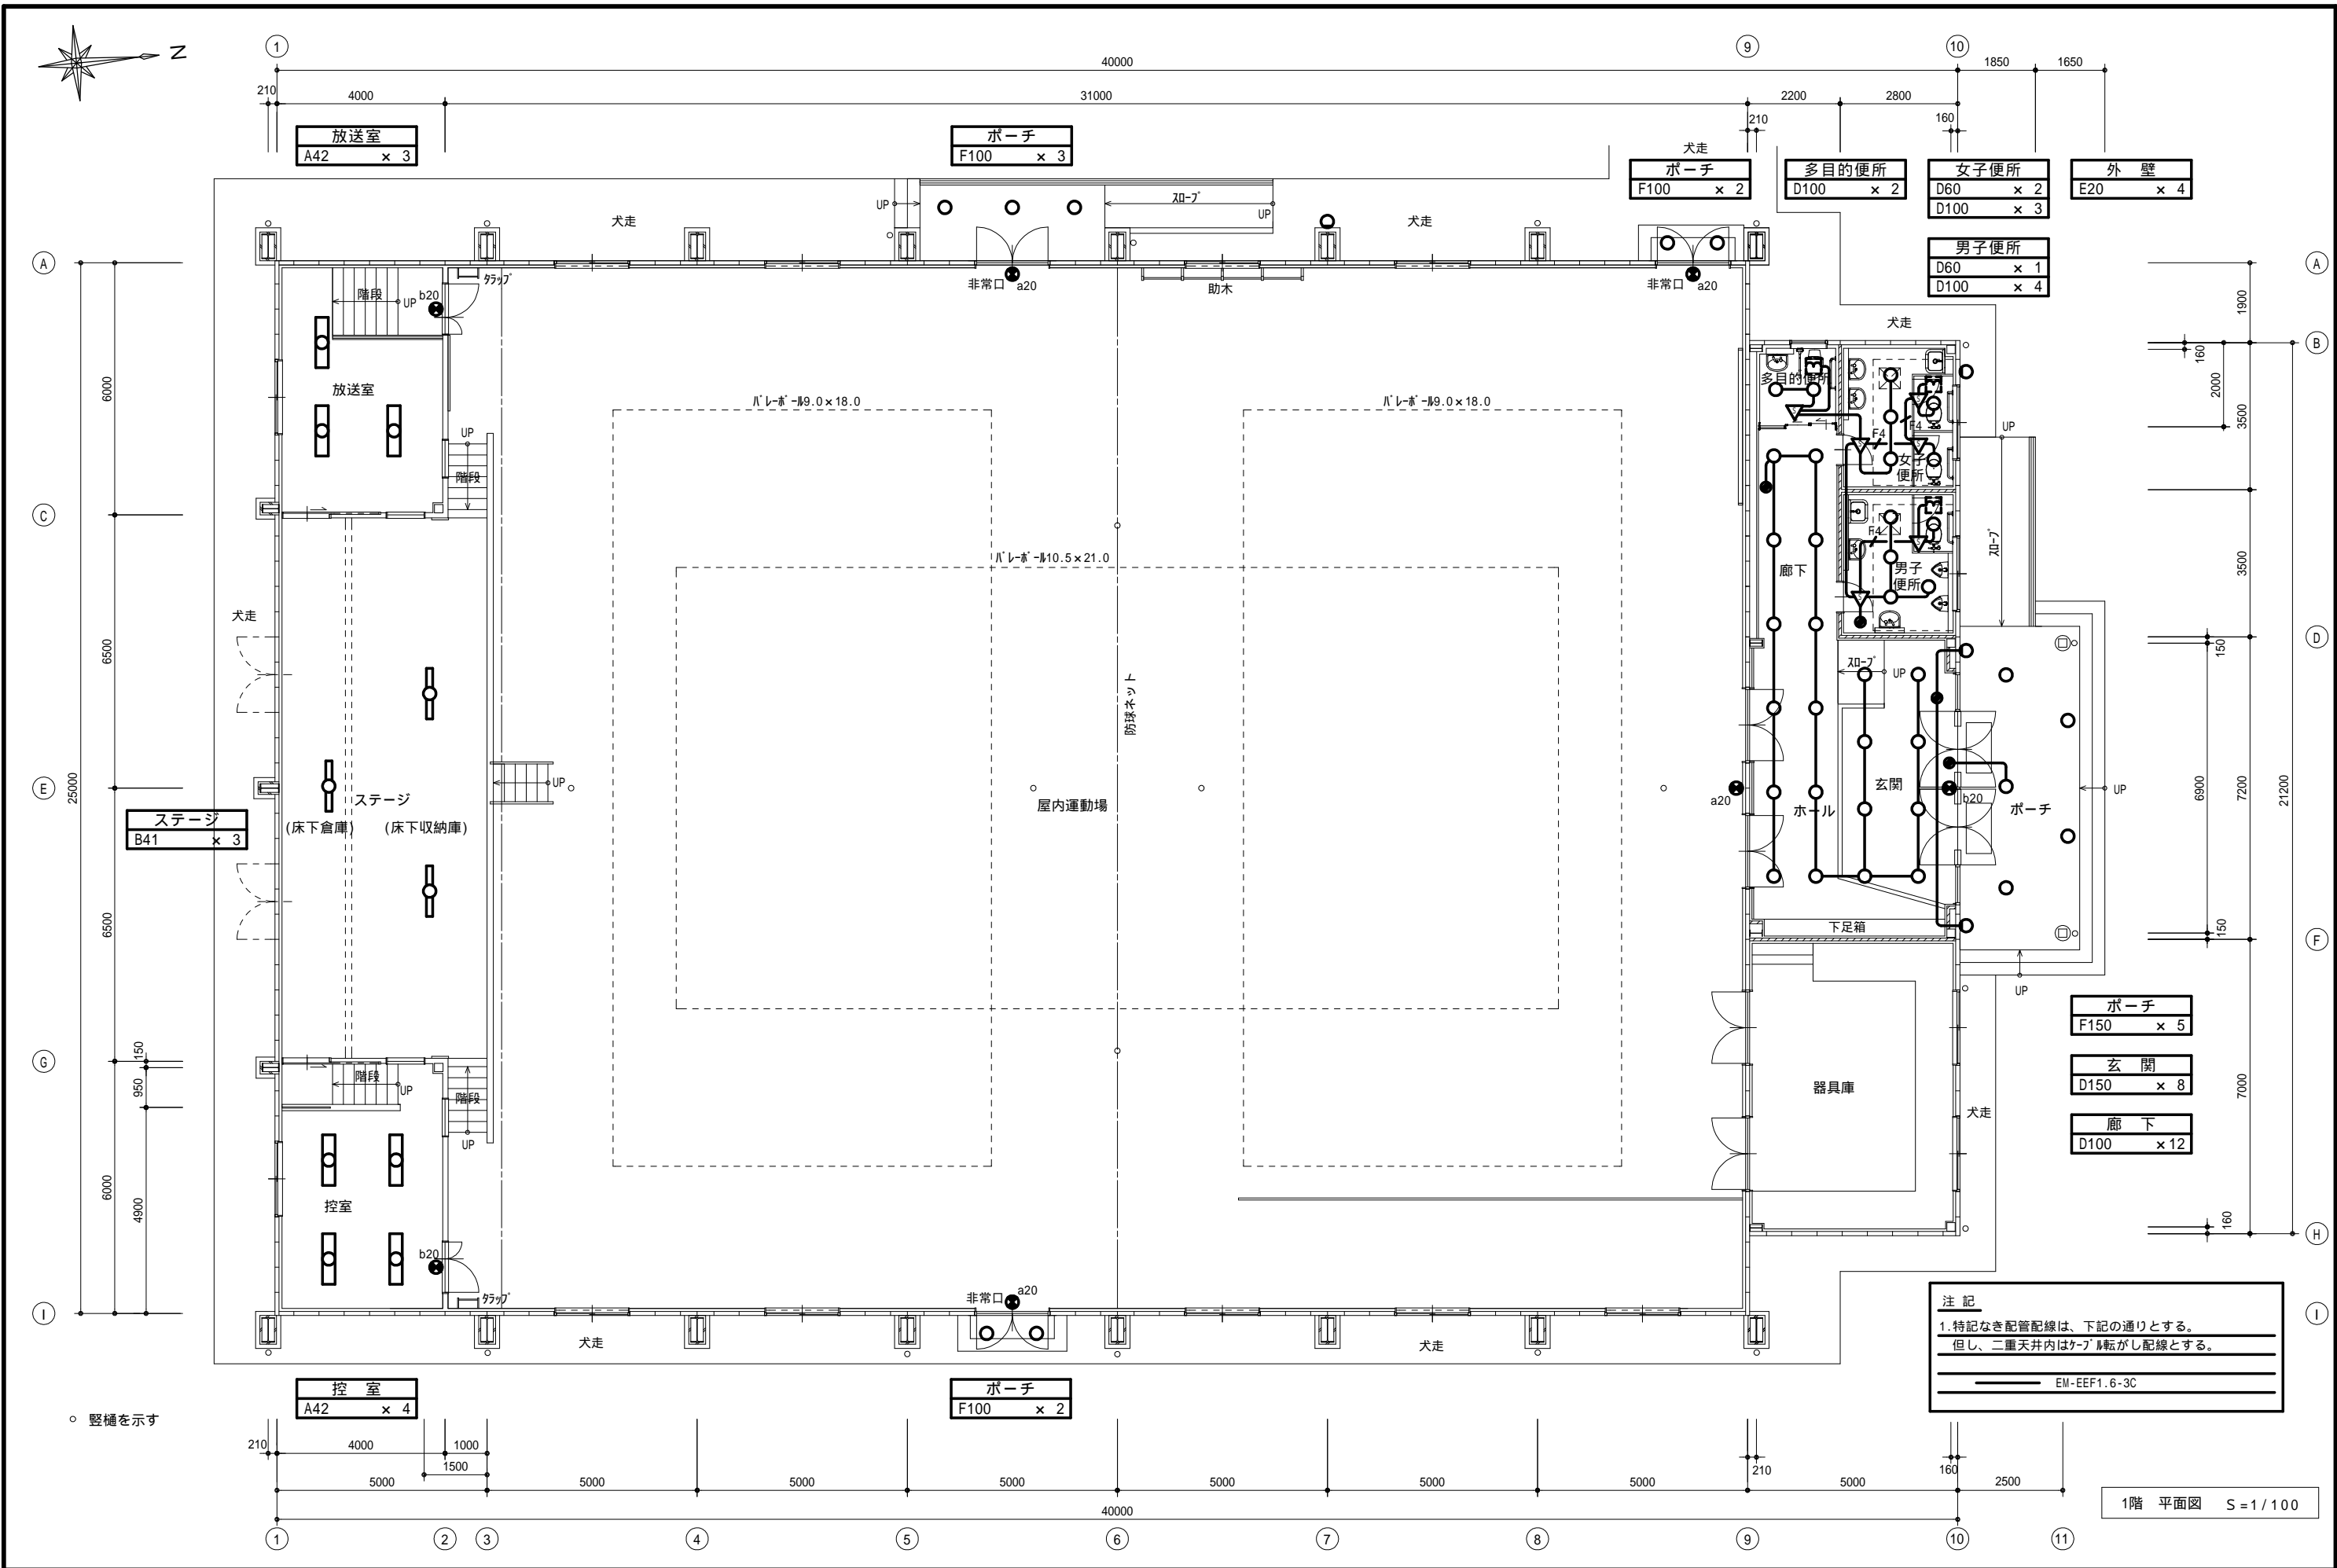 N
① ⑨ ⑩
40000 1850 1650
210 4000 31000 2200 2800
210 160
放送室
A42 × 3
ポーチ
F100 × 3
犬走
ポーチ
F100 × 2
多目的便所
D100 × 2
女子便所
D60 × 2
D100 × 3
外 壁
E20 × 4
男子便所
D60 × 1
D100 × 4
UP
スロープ
UP
犬走
犬走
A
A
タラップ
階段
UP
b20
非常口
a20
助木
非常口
a20
1900
犬走
B
160
2000
放送室
6000
多目的便所
バレーボール9.0×18.0
バレーボール9.0×18.0
3500
UP
F4
F4
UP
女子
便所
階段
C
バレーボール10.5×21.0
F4
スロープ
廊下
男子
便所
3500
犬走
6500
D
150
スロープ
UP
防球ネット
E
25000
UP
ステージ
(床下倉庫)
(床下収納庫)
屋内運動場
a20
ホール
玄関
b20
ポーチ
UP
6900
7200
21200
ステージ
B41 × 3
6500
下足箱
150
F
UP
ポーチ
F150 × 5
玄 関
D150 × 8
廊 下
D100 ×12
G
150
950
階段
UP
階段
UP
器具庫
犬走
7000
6000
4900
控室
b20
160
H
タラップ
非常口
a20
I
I
犬走
犬走
注 記
1.特記なき配管配線は、下記の通りとする。
但し、二重天井内はケーブル転がし配線とする。
EM-EEF1.6-3C
控 室
A42 × 4
ポーチ
F100 × 2
○ 竪樋を示す
210 4000 1000
1500
210 160
5000 5000 5000 5000 5000 5000 5000 5000 2500
40000
1階 平面図 S=1/100
① ② ③ ④ ⑤ ⑥ ⑦ ⑧ ⑨ ⑩ ⑪